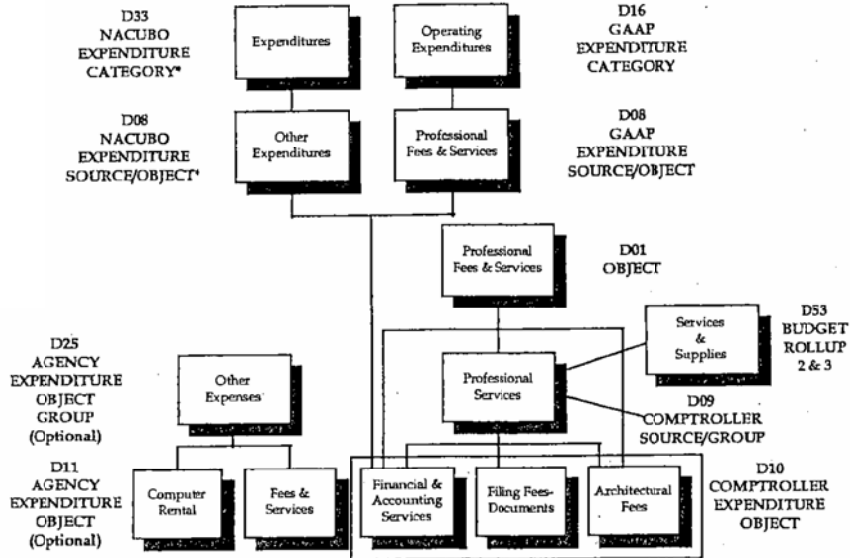 D33
NACUBO
EXPENDITURE
CATEGORY*
Expenditures
Operating
Expenditures
D16
GAAP
EXPENDITURE
CATEGORY
D08
NACUBO
EXPENDITURE
SOURCE/OBJECT*
Other
Expenditures
Professional
Fees & Services
D08
GAAP
EXPENDITURE
SOURCE/OBJECT
Professional
Fees & Services
D01
OBJECT
Services
&
Supplies
D53
BUDGET
ROLLUP
2 & 3
D25
AGENCY
EXPENDITURE
OBJECT
GROUP
(Optional)
Other
Expenses
Professional
Services
D09
COMPTROLLER
SOURCE/GROUP
D11
AGENCY
EXPENDITURE
OBJECT
(Optional)
Computer
Rental
Fees &
Services
Financial &
Accounting
Services
Filing Fees-
Documents
Architectural
Fees
D10
COMPTROLLER
EXPENDITURE
OBJECT